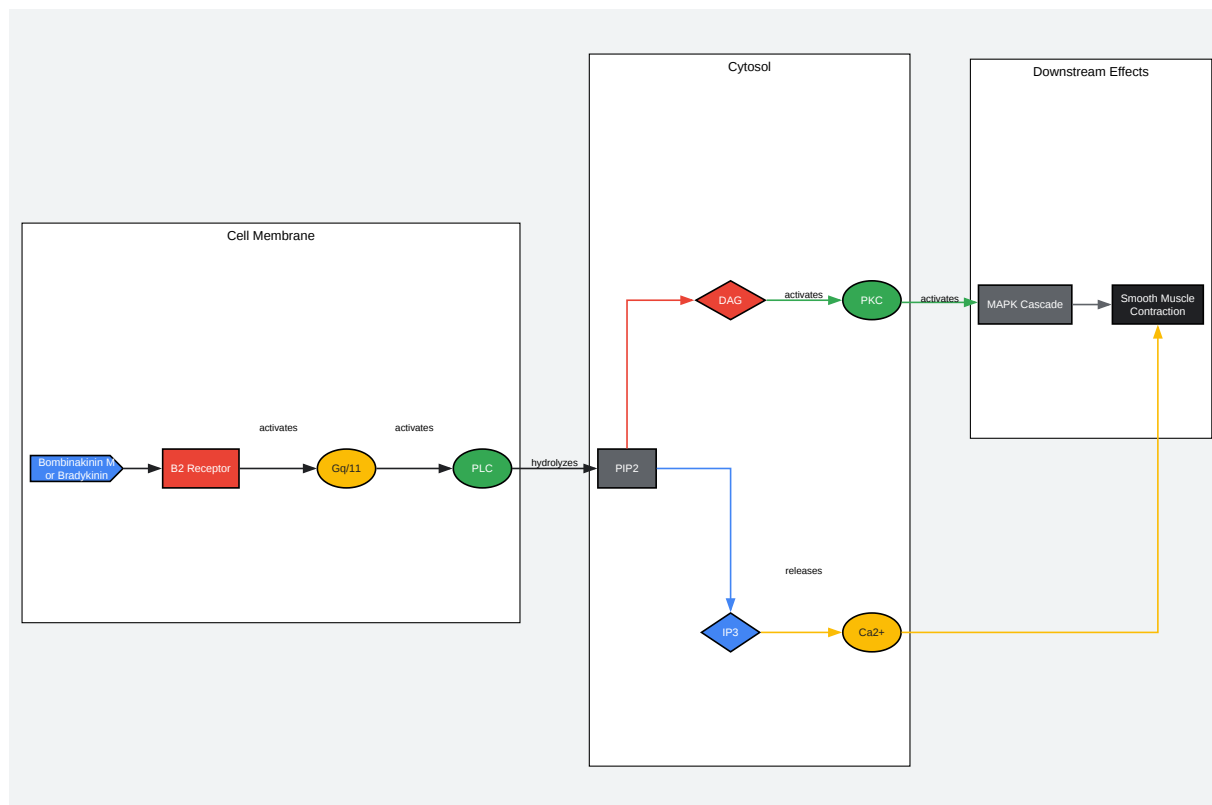 Cytosol
Downstream Effects
Cell Membrane
DAG
activates
PKC
activates
MAPK Cascade
Smooth Muscle
Contraction
activates
activates
Bombinakinin M
or Bradykinin
B2 Receptor
Gq/11
PLC
hydrolyzes
PIP2
releases
IP3
Ca2+